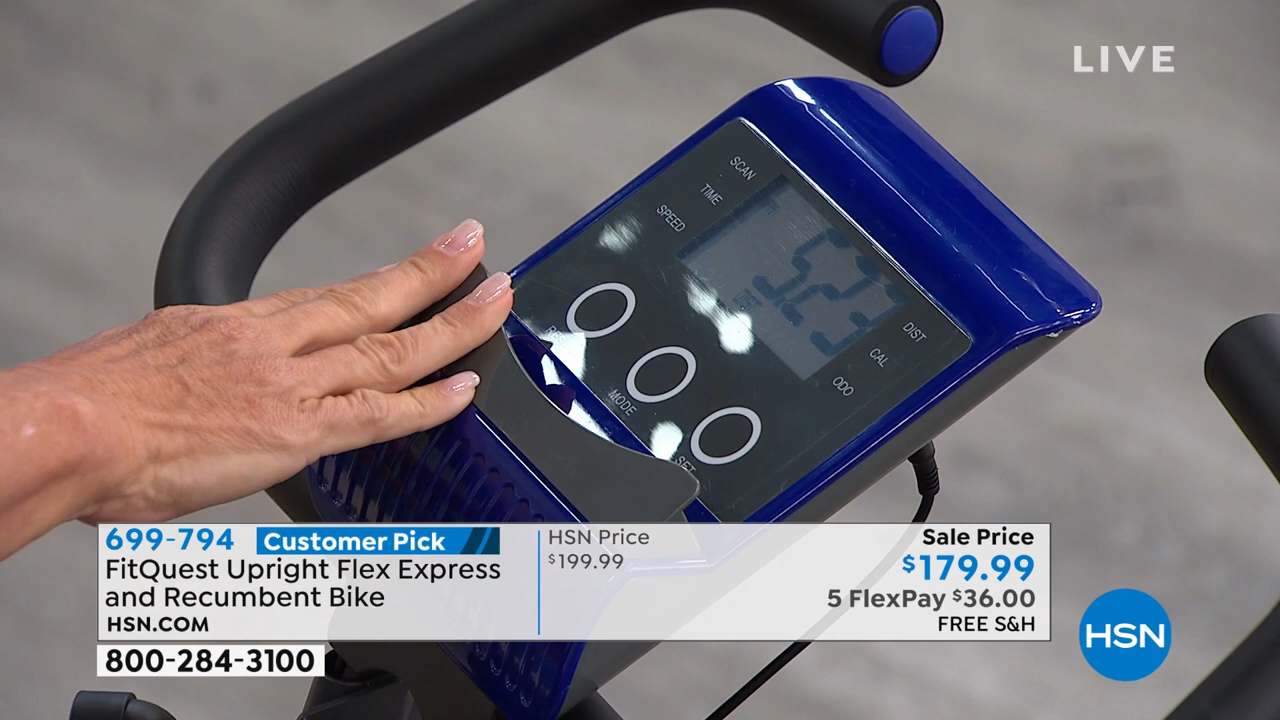 LIVE
SCAN
TIME
SPEED
DIST
CAL
ODO
MODE
SET
699-794
Customer Pick
FitQuest Upright Flex Express
and Recumbent Bike
HSN.COM
HSN Price
$199.99
Sale Price
$179.99
5 FlexPay $36.00
FREE S&H
800-284-3100
HSN